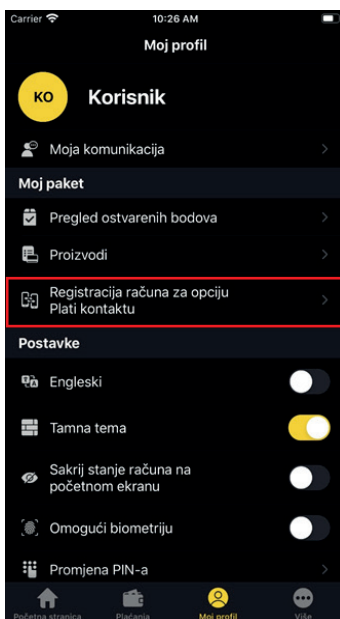 Carrier 10:26 AM
Moj profil
KO Korisnik
Moja komunikacija
Moj paket
Pregled ostvarenih bodova
Proizvodi
Registracija računa za opciju
Plati kontaktu
Postavke
Engleski
Tamna tema
Sakrij stanje računa na
početnom ekranu
Omogući biometriju
Promjena PIN-a
Početna stranica Plaćanja Moj profil Više